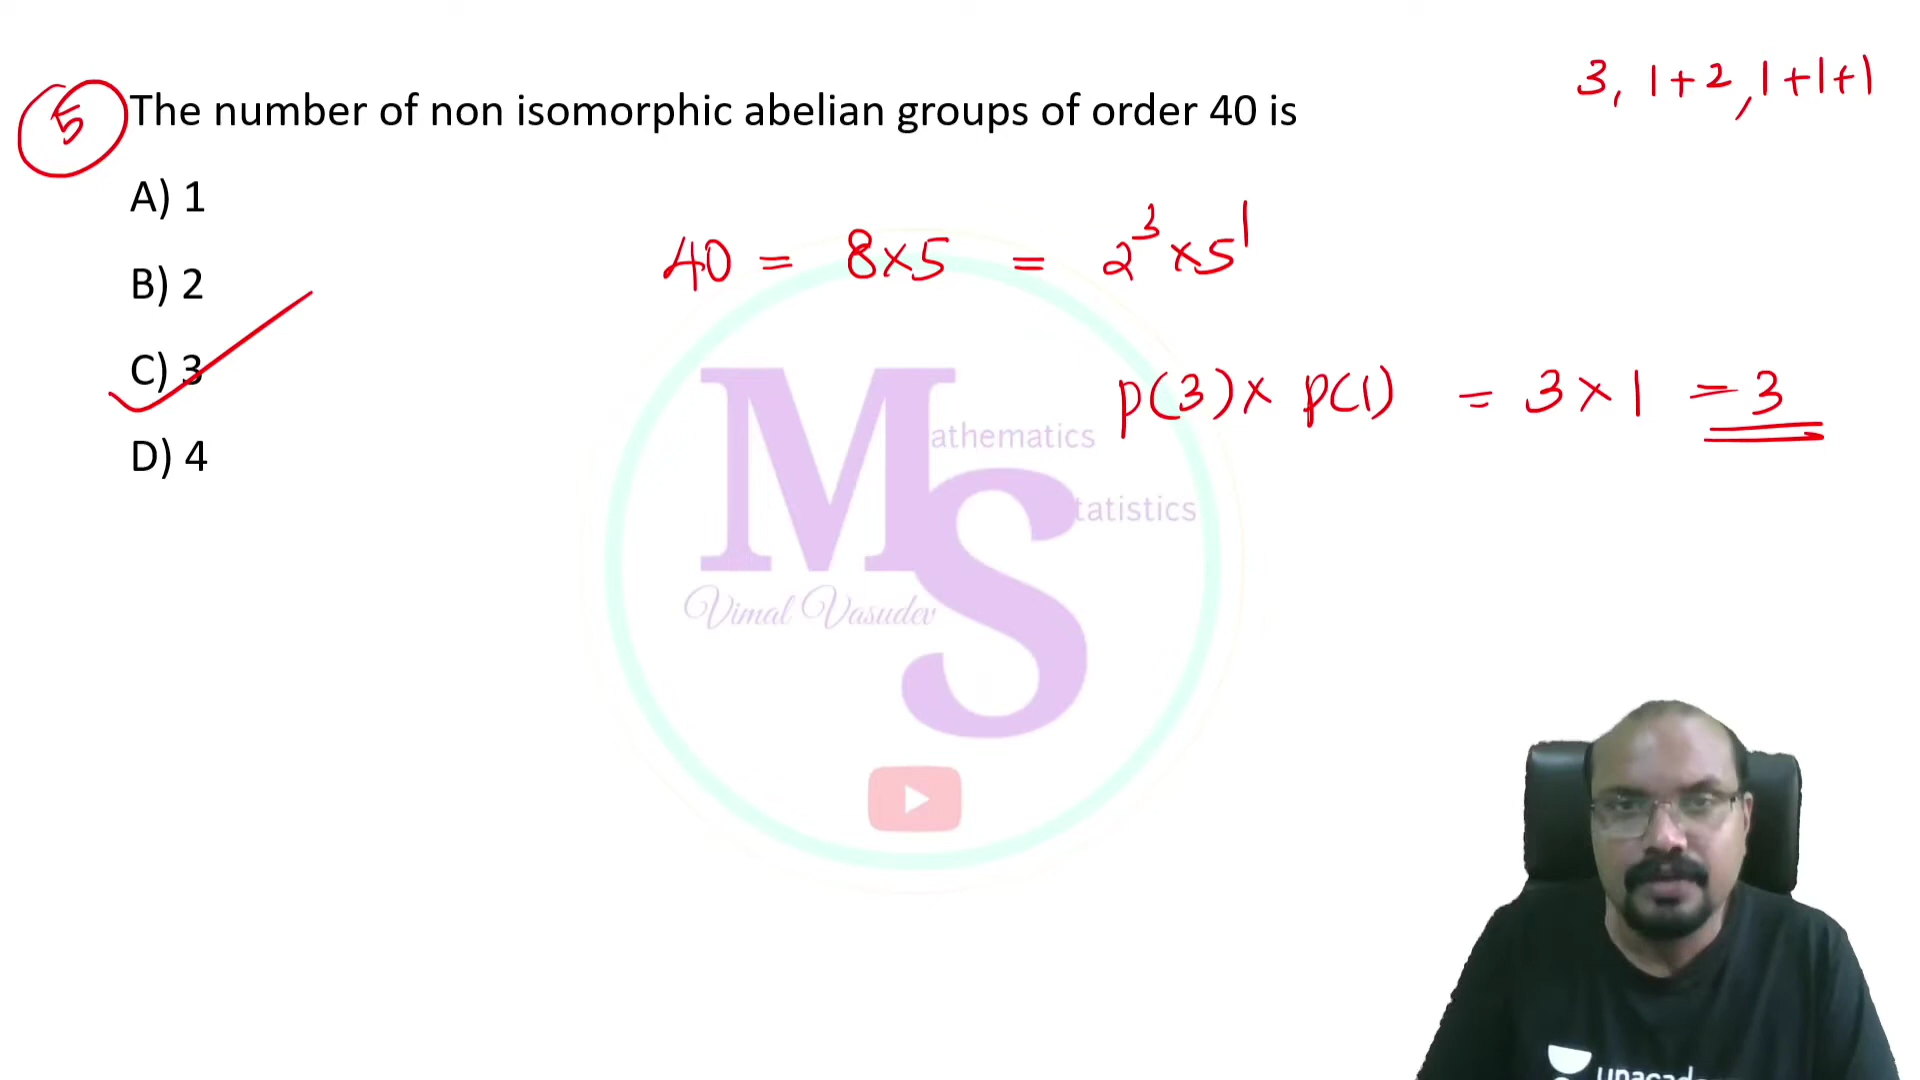 3, 1+2, 1+1+1
5 The number of non isomorphic abelian groups of order 40 is
A) 1
40 = 8×5 = 2³×5¹
B) 2
C) 3
p(3)× p(1) = 3×1 = 3
D) 4
M
athematics
S
tatistics
Vimal Vasudev